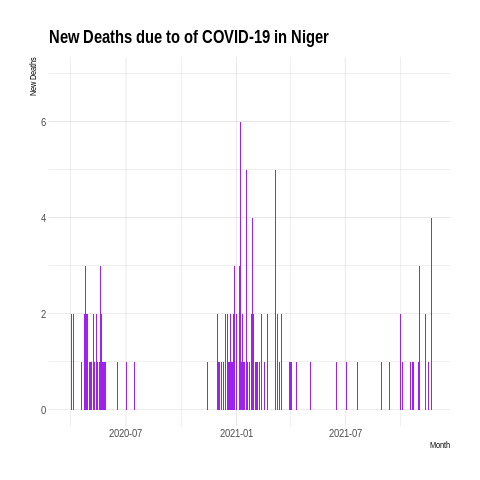 New Deaths due to of COVID-19 in Niger
New Deaths
6
4
2
0
2020-07
2021-01
2021-07
Month